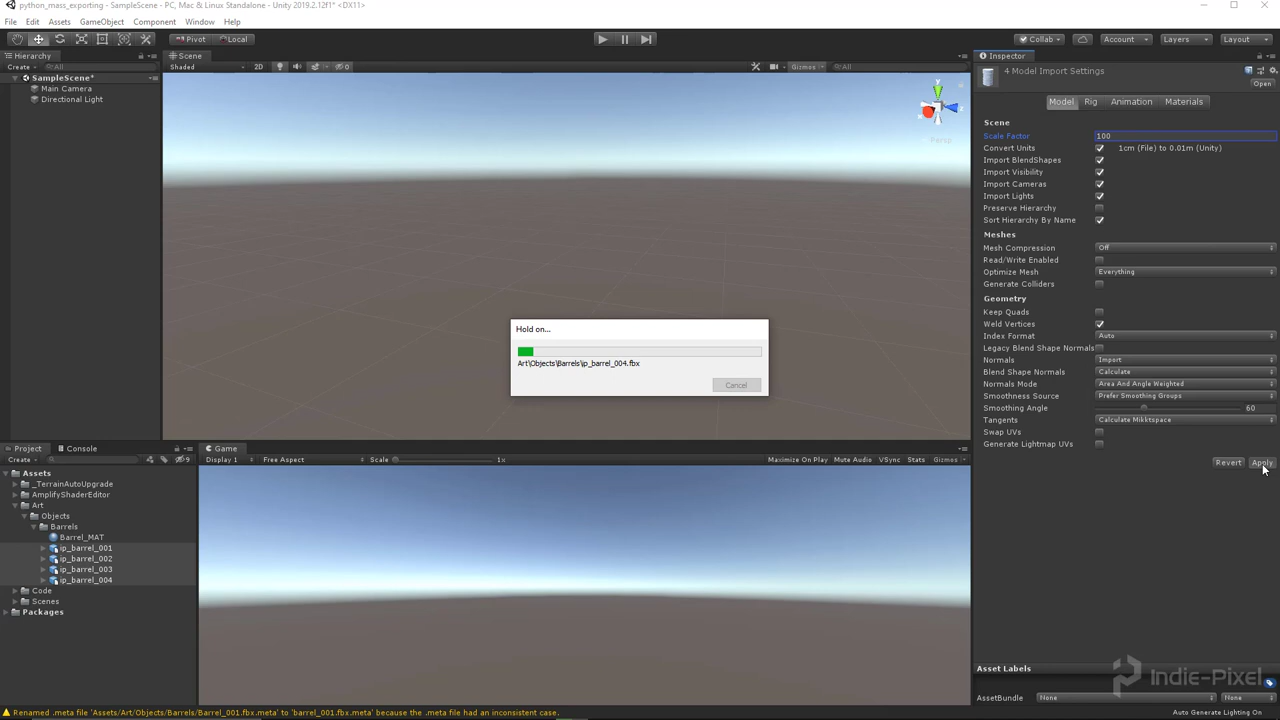 python_mass_exporting - SampleScene - PC, Mac & Linux Standalone - Unity 2019.2.12f1* <DX11>
File Edit Assets GameObject Component Window Help
Pivot Local Collab Account Layers Layout
Hierarchy
Create All
SampleScene*
Main Camera
Directional Light
Scene
Shaded 2D 0 Gizmos All
y
Persp
Hold on...
Art\Objects\Barrels\ip_barrel_004.fbx
Cancel
Inspector
4 Model Import Settings
Open
Model Rig Animation Materials
Scene
Scale Factor 100
Convert Units 1cm (File) to 0.01m (Unity)
Import BlendShapes
Import Visibility
Import Cameras
Import Lights
Preserve Hierarchy
Sort Hierarchy By Name
Meshes
Mesh Compression Off
Read/Write Enabled
Optimize Mesh Everything
Generate Colliders
Geometry
Keep Quads
Weld Vertices
Index Format Auto
Legacy Blend Shape Normals
Normals Import
Blend Shape Normals Calculate
Normals Mode Area And Angle Weighted
Smoothness Source Prefer Smoothing Groups
Smoothing Angle 60
Tangents Calculate Mikktspace
Swap UVs
Generate Lightmap UVs
Revert Apply
Project Console
Create 9
Assets
_TerrainAutoUpgrade
AmplifyShaderEditor
Art
Objects
Barrels
Barrel_MAT
ip_barrel_001
ip_barrel_002
ip_barrel_003
ip_barrel_004
Code
Scenes
Packages
Game
Display 1 Free Aspect Scale 1x Maximize On Play Mute Audio VSync Stats Gizmos
Asset Labels
Indie-Pixel
AssetBundle None None
Renamed .meta file 'Assets/Art/Objects/Barrels/Barrel_001.fbx.meta' to 'barrel_001.fbx.meta' because the .meta file had an inconsistent case.
Auto Generate Lighting On